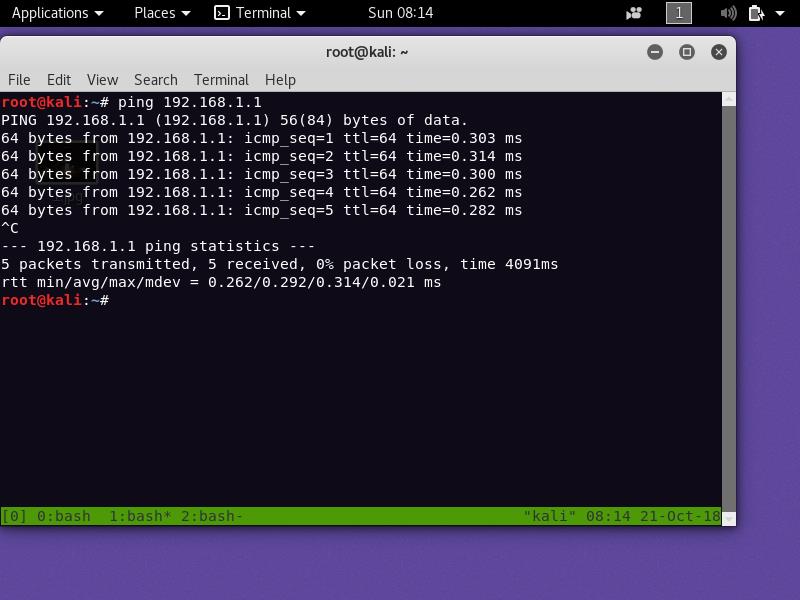 Applications Places Terminal Sun 08:14 1
root@kali: ~
File Edit View Search Terminal Help
root@kali:~# ping 192.168.1.1
PING 192.168.1.1 (192.168.1.1) 56(84) bytes of data.
64 bytes from 192.168.1.1: icmp_seq=1 ttl=64 time=0.303 ms
64 bytes from 192.168.1.1: icmp_seq=2 ttl=64 time=0.314 ms
64 bytes from 192.168.1.1: icmp_seq=3 ttl=64 time=0.300 ms
64 bytes from 192.168.1.1: icmp_seq=4 ttl=64 time=0.262 ms
64 bytes from 192.168.1.1: icmp_seq=5 ttl=64 time=0.282 ms
^C
--- 192.168.1.1 ping statistics ---
5 packets transmitted, 5 received, 0% packet loss, time 4091ms
rtt min/avg/max/mdev = 0.262/0.292/0.314/0.021 ms
root@kali:~#
[0] 0:bash  1:bash* 2:bash- "kali" 08:14 21-Oct-18